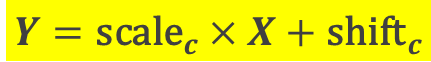 Y = scale_c × X + shift_c